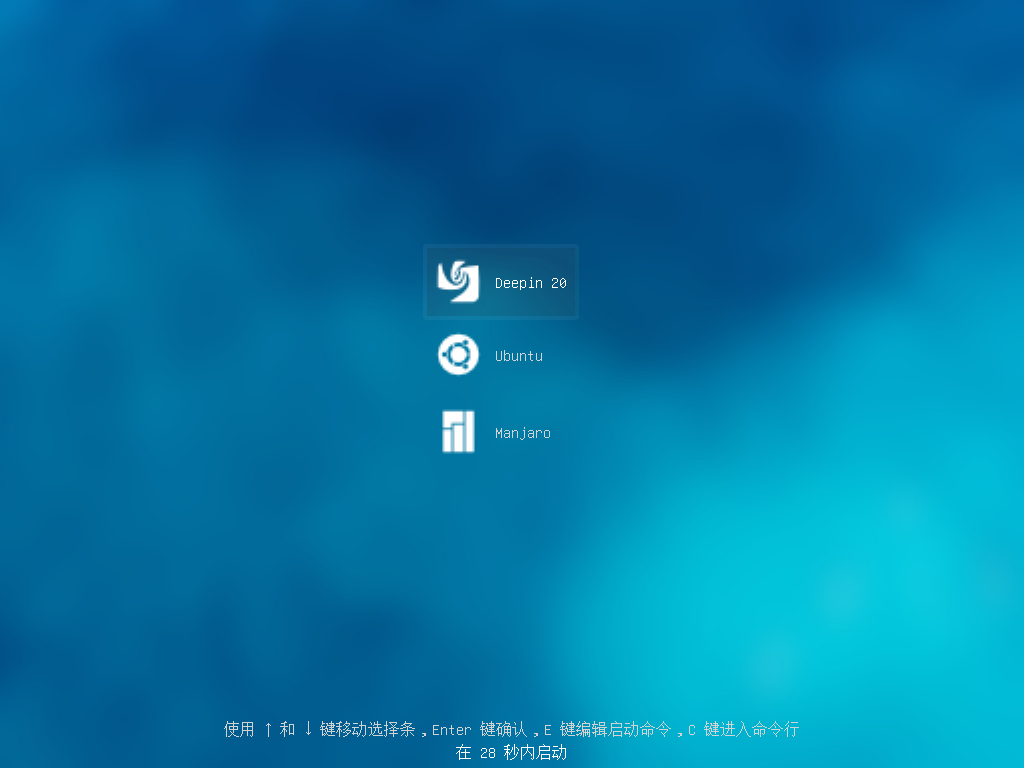 Deepin 20
Ubuntu
Manjaro
使用 ↑ 和 ↓ 键移动选择条,Enter 键确认,E 键编辑启动命令,C 键进入命令行
在 28 秒内启动